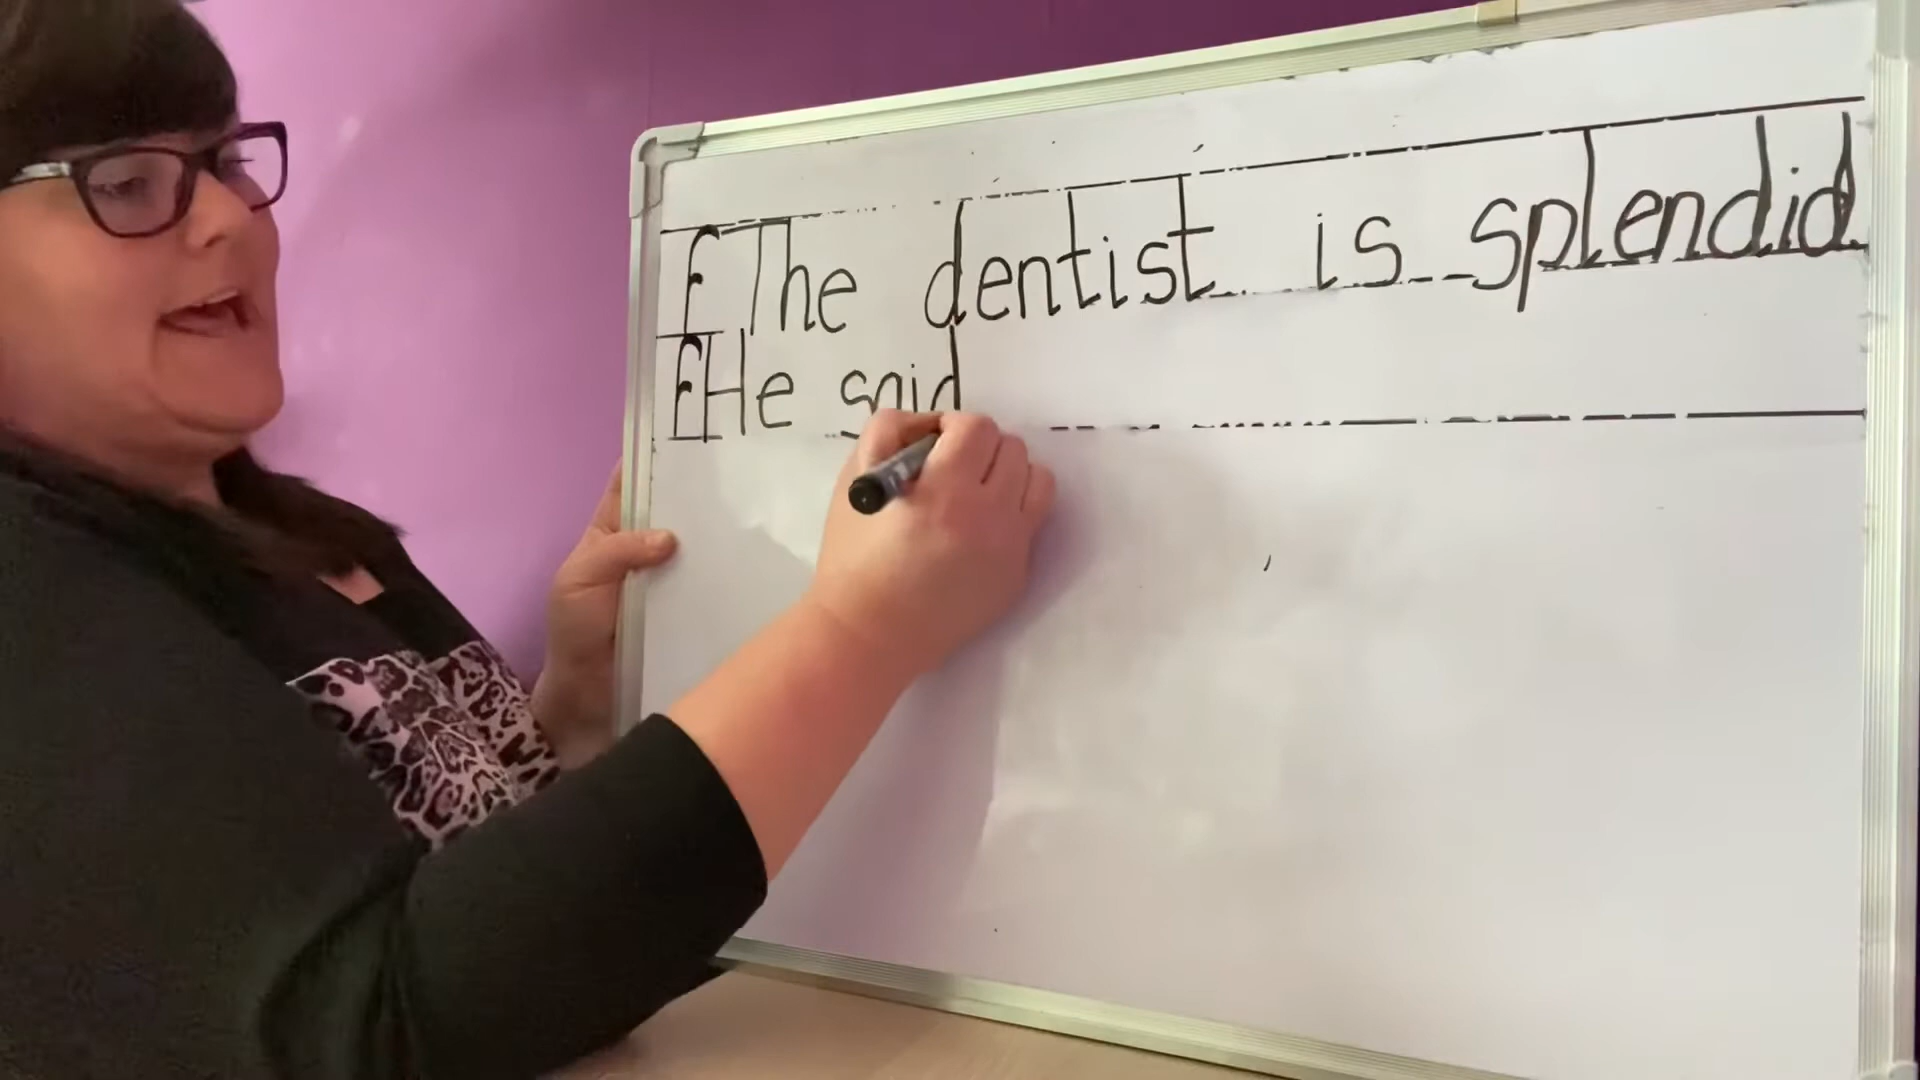 f The dentist is splendid.
f He said